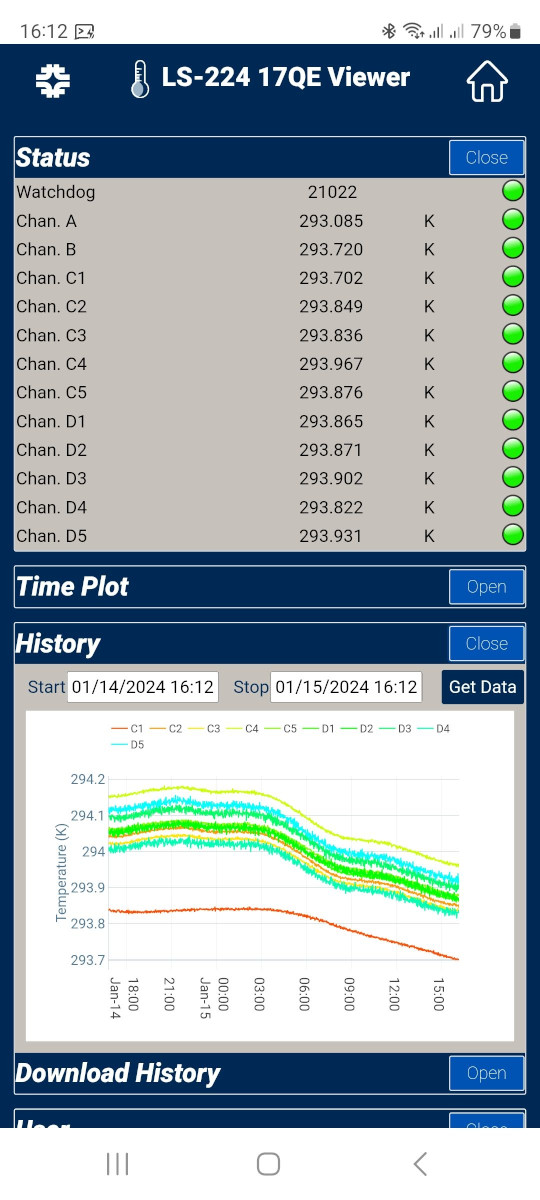 16:12 79%
LS-224 17QE Viewer
Status Close
Watchdog 21022
Chan. A 293.085 K
Chan. B 293.720 K
Chan. C1 293.702 K
Chan. C2 293.849 K
Chan. C3 293.836 K
Chan. C4 293.967 K
Chan. C5 293.876 K
Chan. D1 293.865 K
Chan. D2 293.871 K
Chan. D3 293.902 K
Chan. D4 293.822 K
Chan. D5 293.931 K
Time Plot Open
History Close
Start 01/14/2024 16:12 Stop 01/15/2024 16:12 Get Data
C1 C2 C3 C4 C5 D1 D2 D3 D4
D5
Temperature (K)
294.2
294.1
294
293.9
293.8
293.7
Jan-14 18:00 21:00 Jan-15 00:00 03:00 06:00 09:00 12:00 15:00
Download History Open
User Close